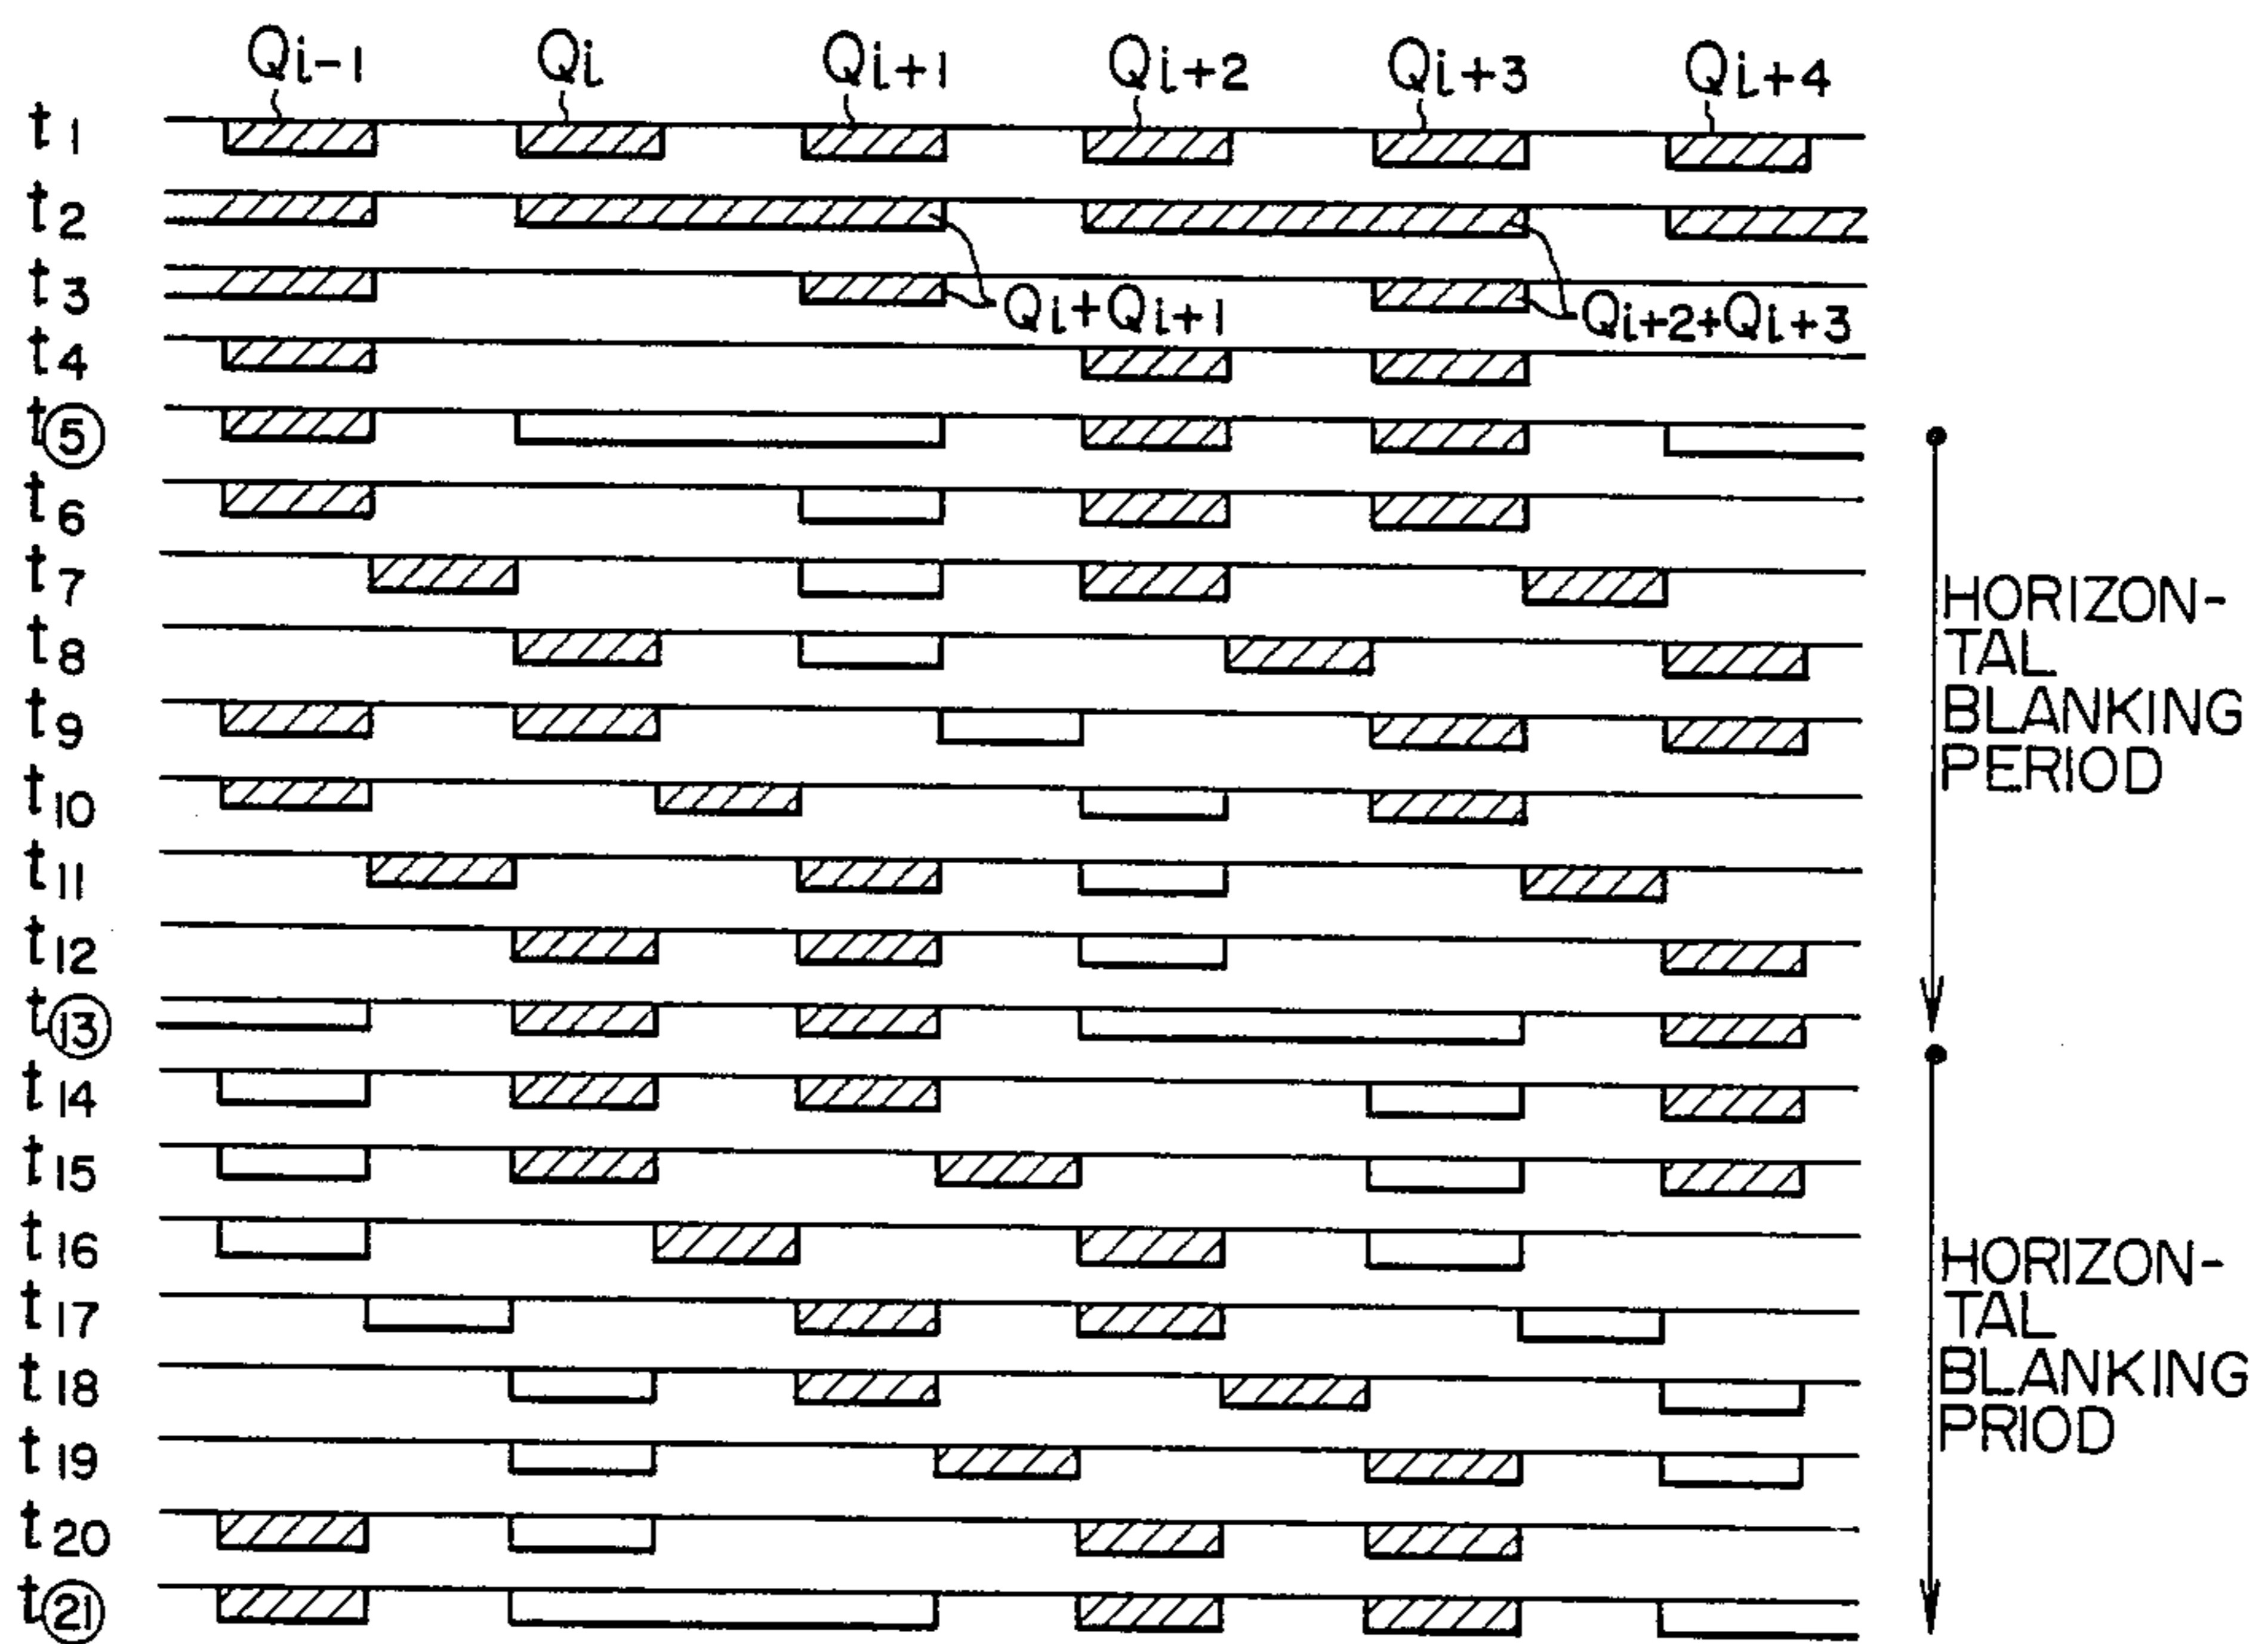 Qi-1 Qi Qi+1 Qi+2 Qi+3 Qi+4
t1
t2
t3
Qi+Qi+1 Qi+2+Qi+3
t4
t⑤
t6
t7
HORIZON-
t8
TAL
t9
BLANKING
PERIOD
t10
t11
t12
t⑬
t14
t15
t16
HORIZON-
t17
TAL
t18
BLANKING
PRIOD
t19
t20
t㉑